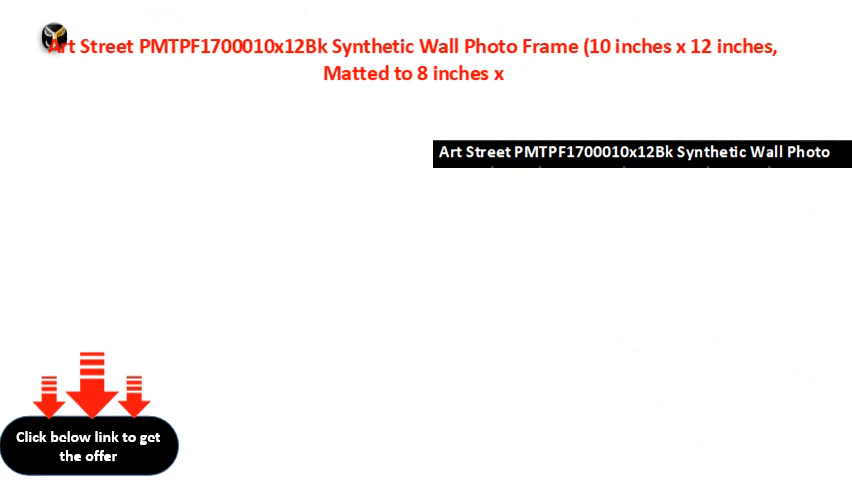 Art Street PMTPF1700010x12Bk Synthetic Wall Photo Frame (10 inches x 12 inches,
Matted to 8 inches x
Art Street PMTPF1700010x12Bk Synthetic Wall Photo
Click below link to get
the offer